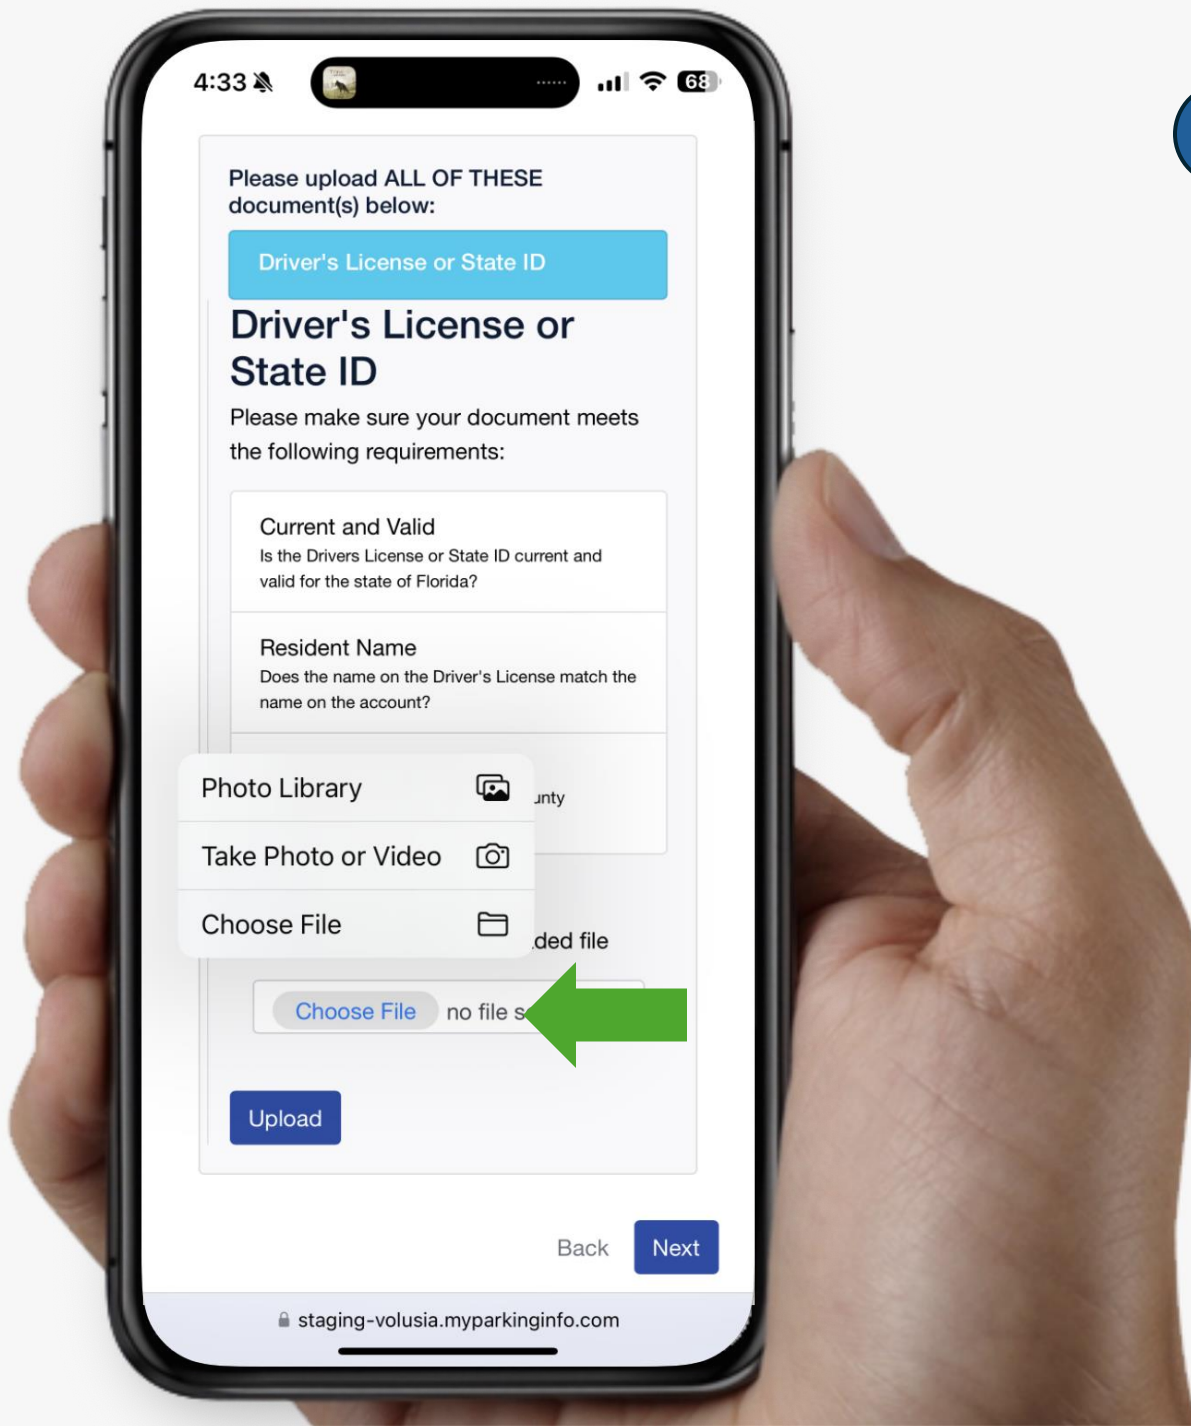 4:33
68
Please upload ALL OF THESE
document(s) below:
Driver's License or State ID
Driver's License or
State ID
Please make sure your document meets
the following requirements:
Current and Valid
Is the Drivers License or State ID current and
valid for the state of Florida?
Resident Name
Does the name on the Driver's License match the
name on the account?
Photo Library
Take Photo or Video
Choose File
file
Choose File no file
Upload
Back Next
staging-volusia.myparkinginfo.com